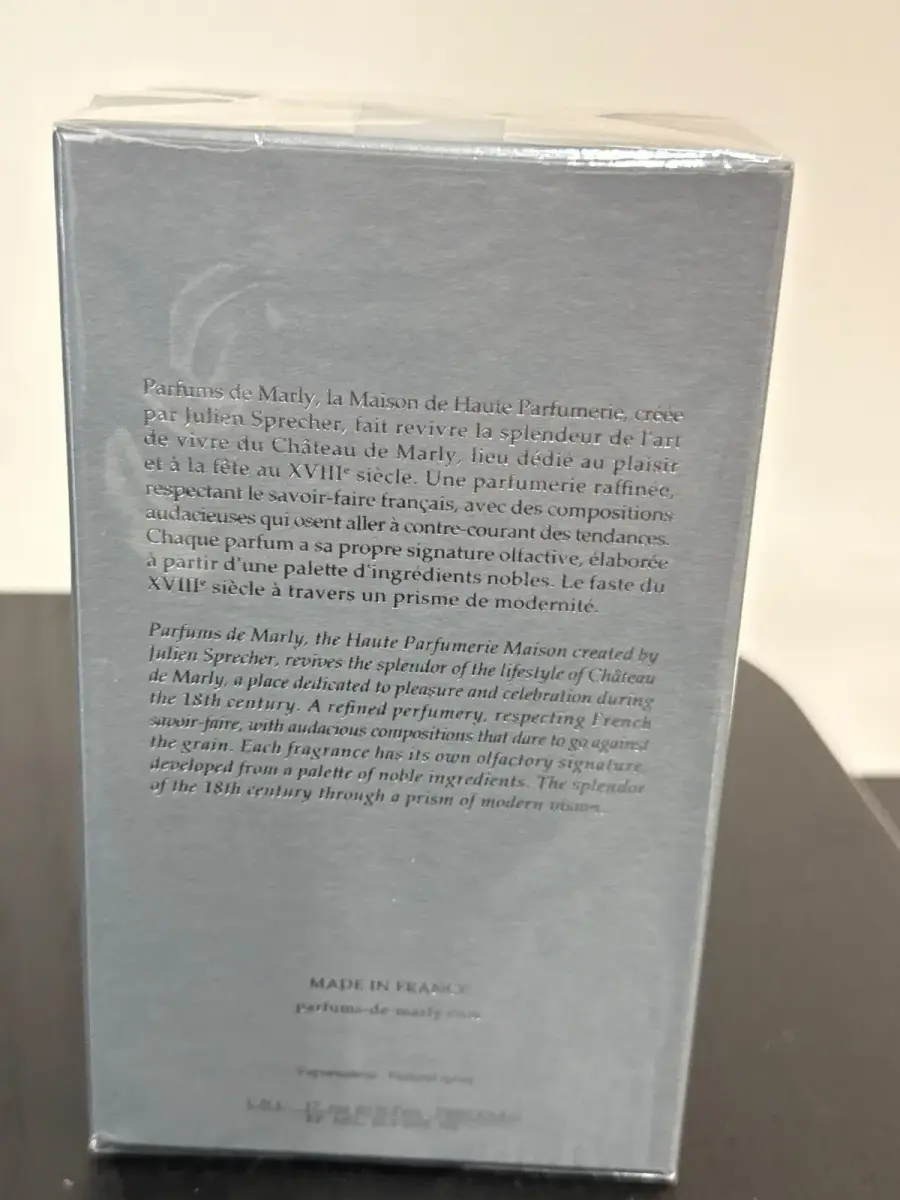 Parfums de Marly, la Maison de Haute Parfumerie, créée
par Julien Sprecher, fait revivre la splendeur de l'art
de vivre du Château de Marly, lieu dédié au plaisir
et à la fête au XVIIIe siècle. Une parfumerie raffinée,
respectant le savoir-faire français, avec des compositions
audacieuses qui osent aller à contre-courant des tendances.
Chaque parfum a sa propre signature olfactive, élaborée
à partir d'une palette d'ingrédients nobles. Le faste du
XVIIIe siècle à travers un prisme de modernité.
Parfums de Marly, the Haute Parfumerie Maison created by
Julien Sprecher, revives the splendor of the lifestyle of Château
de Marly, a place dedicated to pleasure and celebration during
the 18th century. A refined perfumery, respecting French
savoir-faire, with audacious compositions that dare to go against
the grain. Each fragrance has its own olfactory signature,
developed from a palette of noble ingredients. The splendor
of the 18th century through a prism of modern vision.
MADE IN FRANCE
parfums-de-marly.com
Natural spray